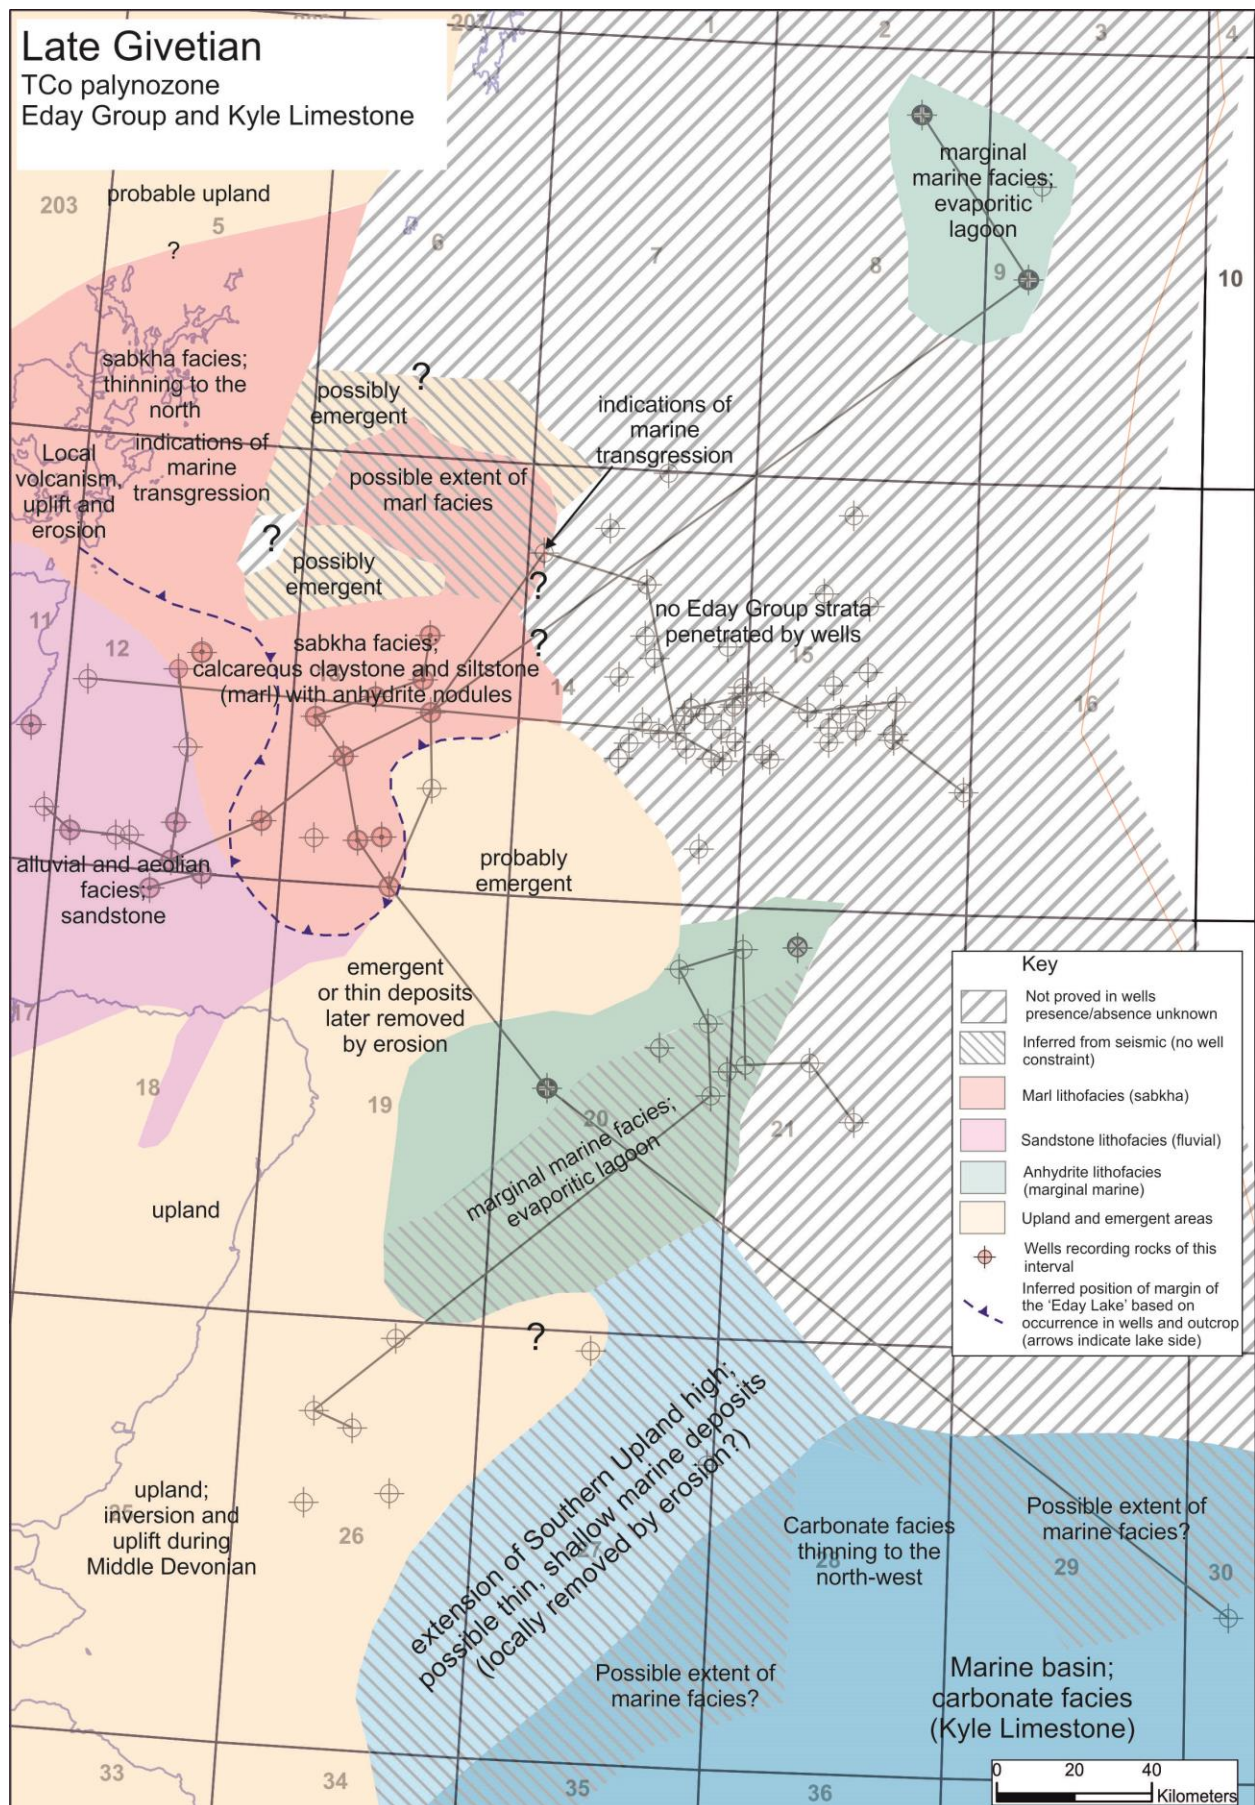 Late Givetian
TCo palynozone
Eday Group and Kyle Limestone
207
1
2
3
4
203
probable upland
5
?
6
7
8
9
10
marginal
marine facies;
evaporitic
lagoon
sabkha facies;
thinning to the
north
indications of
marine
transgression
Local
volcanism,
uplift and
erosion
?
possibly
emergent
possible extent of
marl facies
?
possibly
emergent
indications of
marine
transgression
?
?
no Eday Group strata
penetrated by wells
11
12
13
14
15
16
sabkha facies;
calcareous claystone and siltstone
(marl) with anhydrite nodules
alluvial and aeolian
facies;
sandstone
probably
emergent
emergent
or thin deposits
later removed
by erosion
17
18
19
20
21
upland
marginal marine facies;
evaporitic lagoon
?
Key
Not proved in wells
presence/absence unknown
Inferred from seismic (no well
constraint)
Marl lithofacies (sabkha)
Sandstone lithofacies (fluvial)
Anhydrite lithofacies
(marginal marine)
Upland and emergent areas
Wells recording rocks of this
interval
Inferred position of margin of
the ‘Eday Lake’ based on
occurrence in wells and outcrop
(arrows indicate lake side)
upland;
inversion and
uplift during
Middle Devonian
25
26
27
28
29
30
extension of Southern Upland high;
possible thin, shallow marine deposits
(locally removed by erosion?)
Carbonate facies
thinning to the
north-west
Possible extent of
marine facies?
Possible extent of
marine facies?
Marine basin;
carbonate facies
(Kyle Limestone)
33
34
35
36
0 20 40
Kilometers